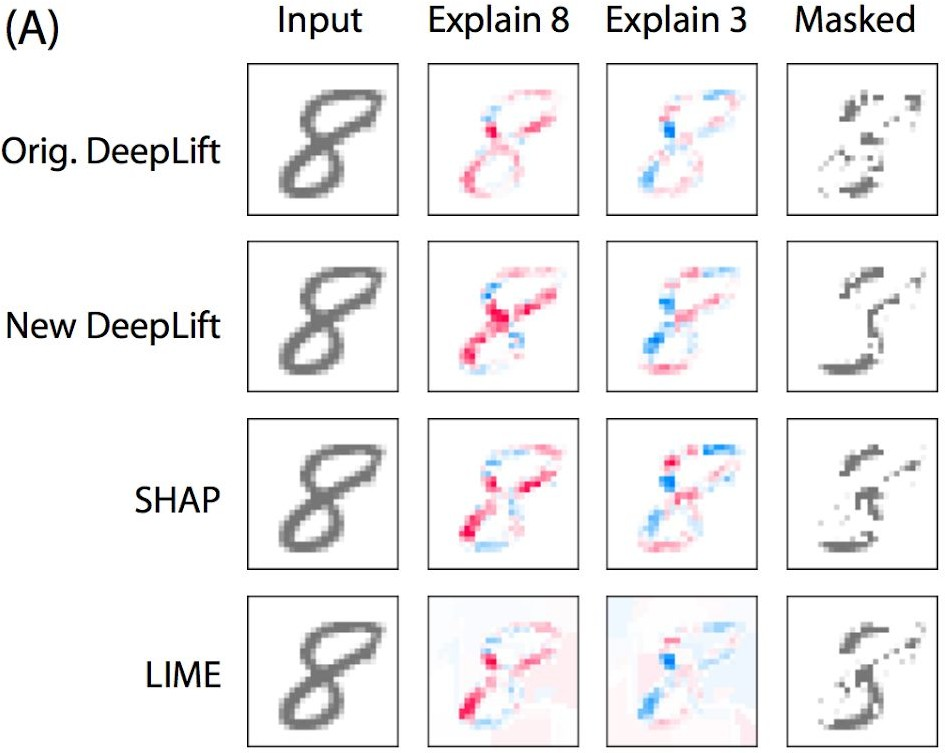 (A)
Input Explain 8 Explain 3 Masked
Orig. DeepLift
New DeepLift
SHAP
LIME